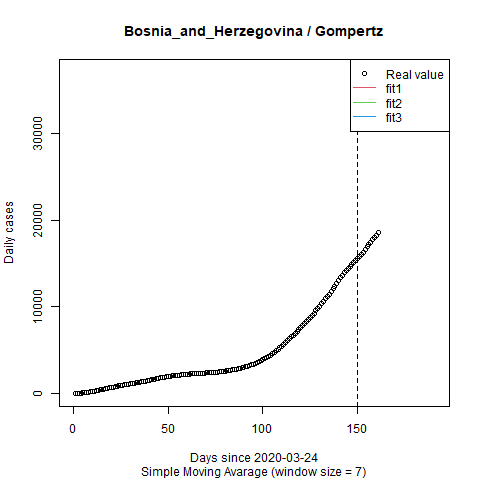 Bosnia_and_Herzegovina / Gompertz
Real value
fit1
fit2
fit3
Daily cases
30000
20000
10000
0
0
50
100
150
Days since 2020-03-24
Simple Moving Avarage (window size = 7)